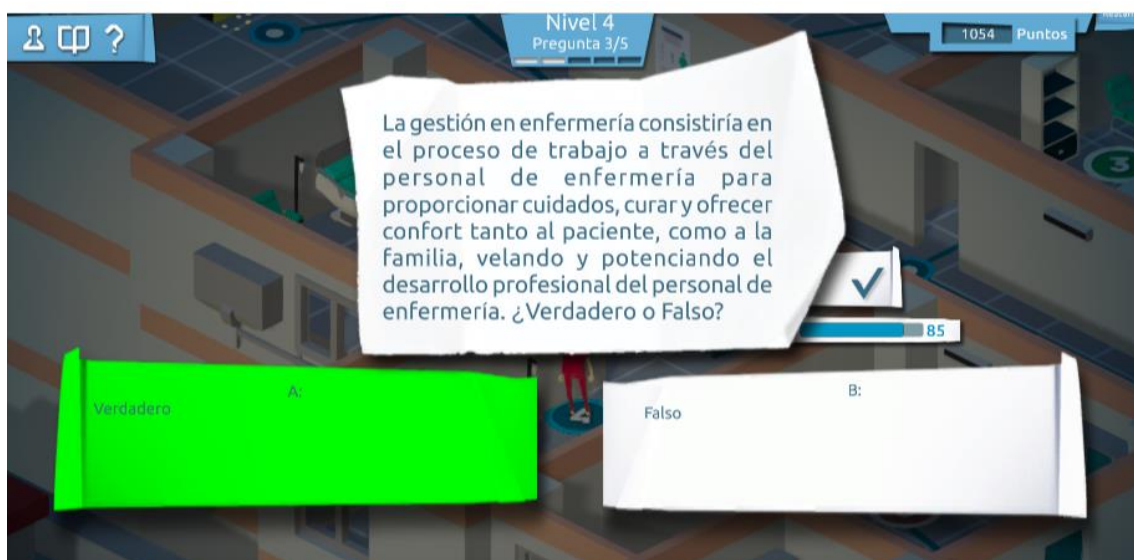 ?
Nivel 4
Pregunta 3/5
1054 Puntos
La gestión en enfermería consistiría en
el proceso de trabajo a través del
personal de enfermería para
proporcionar cuidados, curar y ofrecer
confort tanto al paciente, como a la
familia, velando y potenciando el
desarrollo profesional del personal de
enfermería. ¿Verdadero o Falso?
85
A:
Verdadero
B:
Falso
3